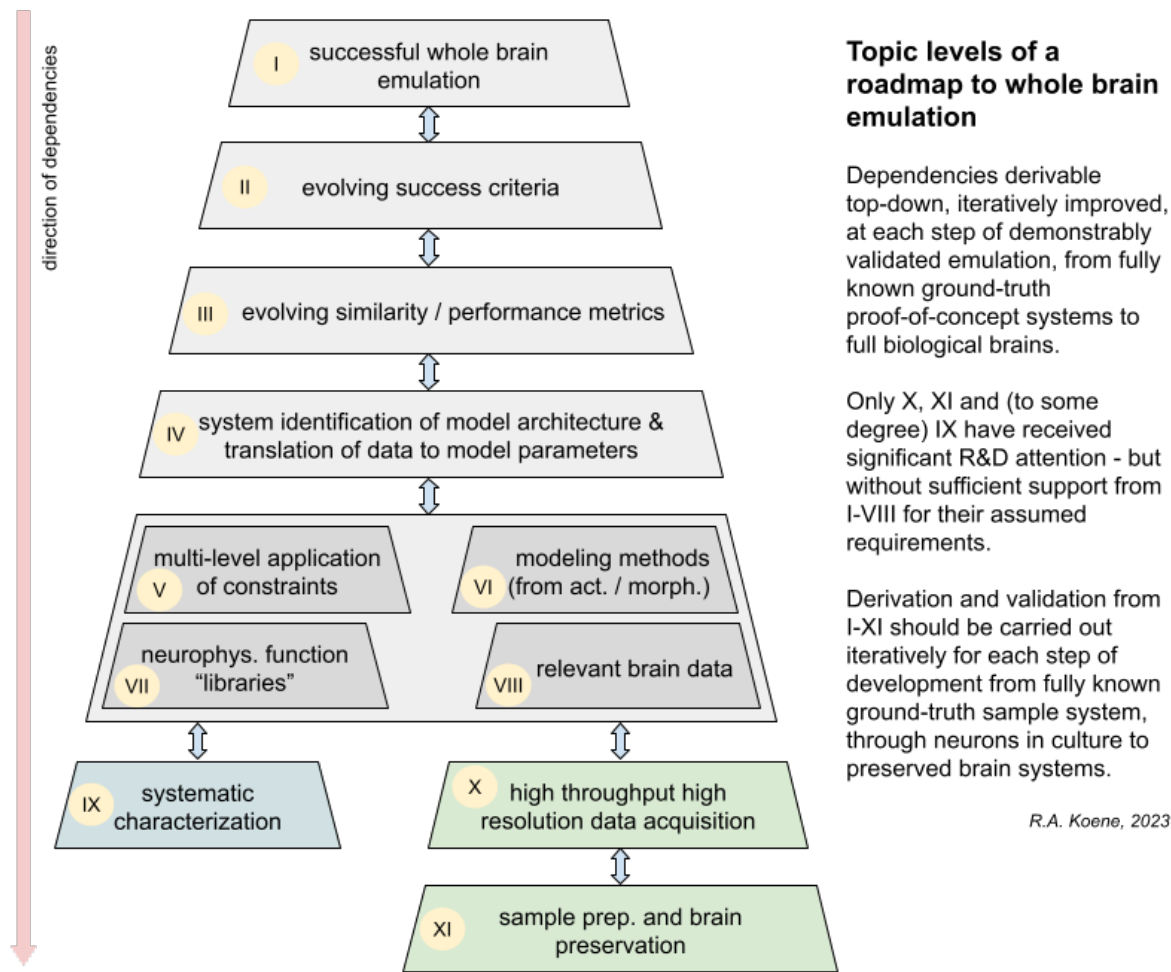 direction of dependencies
I
successful whole brain
emulation
II
evolving success criteria
III
evolving similarity / performance metrics
IV
system identification of model architecture &
translation of data to model parameters
V
multi-level application
of constraints
VI
modeling methods
(from act. / morph.)
VII
neurophys. function
“libraries”
VIII
relevant brain data
IX
systematic
characterization
X
high throughput high
resolution data acquisition
XI
sample prep. and brain
preservation
Topic levels of a
roadmap to whole brain
emulation
Dependencies derivable
top-down, iteratively improved,
at each step of demonstrably
validated emulation, from fully
known ground-truth
proof-of-concept systems to
full biological brains.
Only X, XI and (to some
degree) IX have received
significant R&D attention - but
without sufficient support from
I-VIII for their assumed
requirements.
Derivation and validation from
I-XI should be carried out
iteratively for each step of
development from fully known
ground-truth sample system,
through neurons in culture to
preserved brain systems.
R.A. Koene, 2023